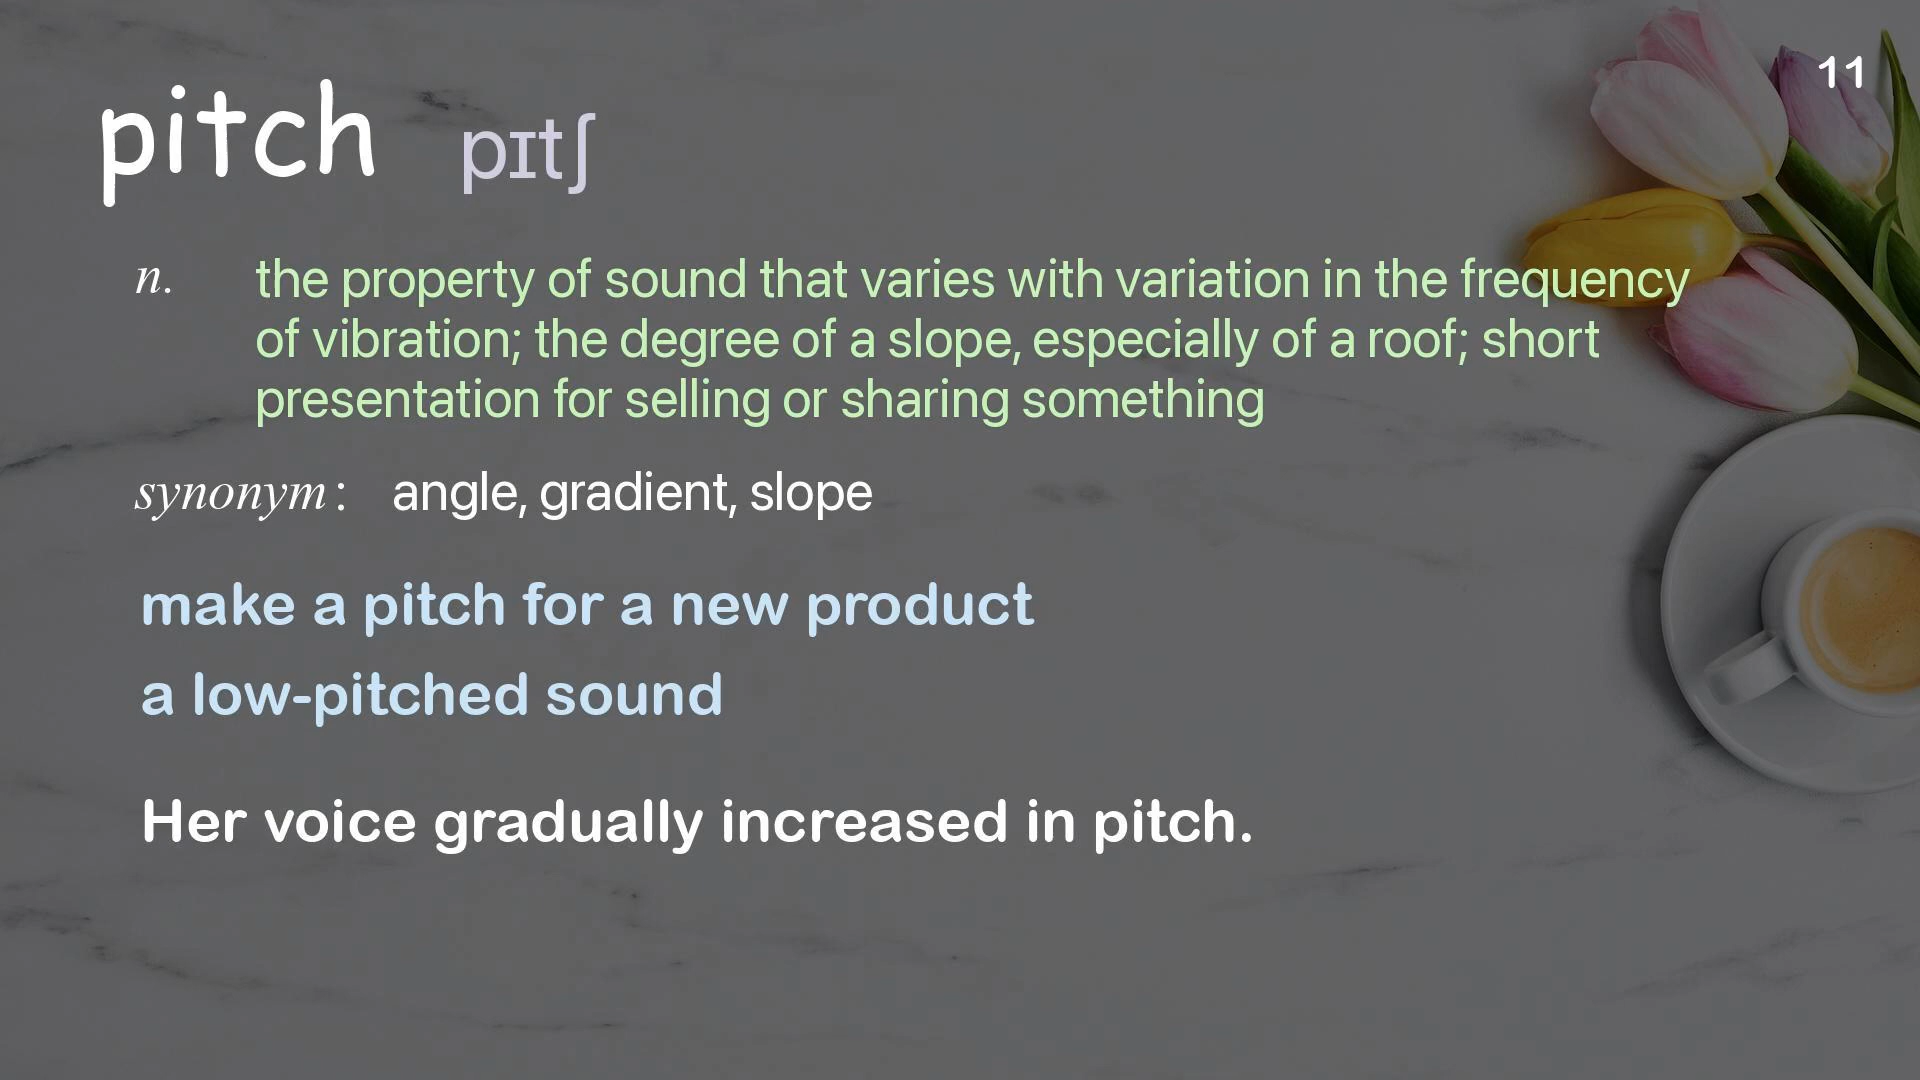 11
pitch pɪtʃ
n. the property of sound that varies with variation in the frequency
of vibration; the degree of a slope, especially of a roof; short
presentation for selling or sharing something
synonym : angle, gradient, slope
make a pitch for a new product
a low-pitched sound
Her voice gradually increased in pitch.